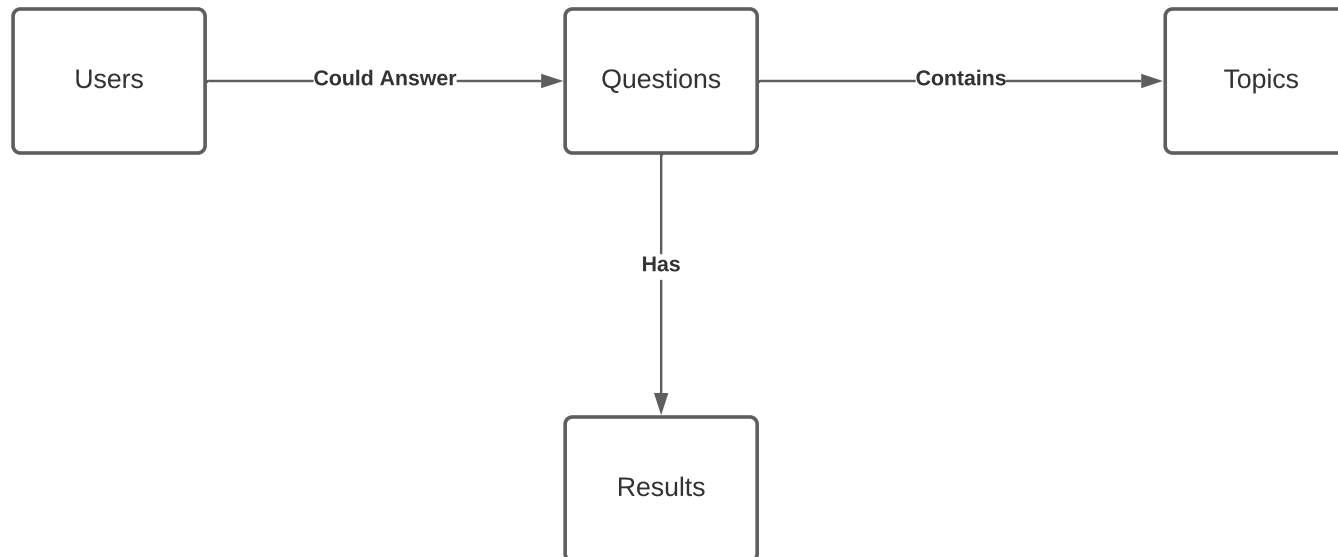 Users
Could Answer
Questions
Contains
Topics
Has
Results